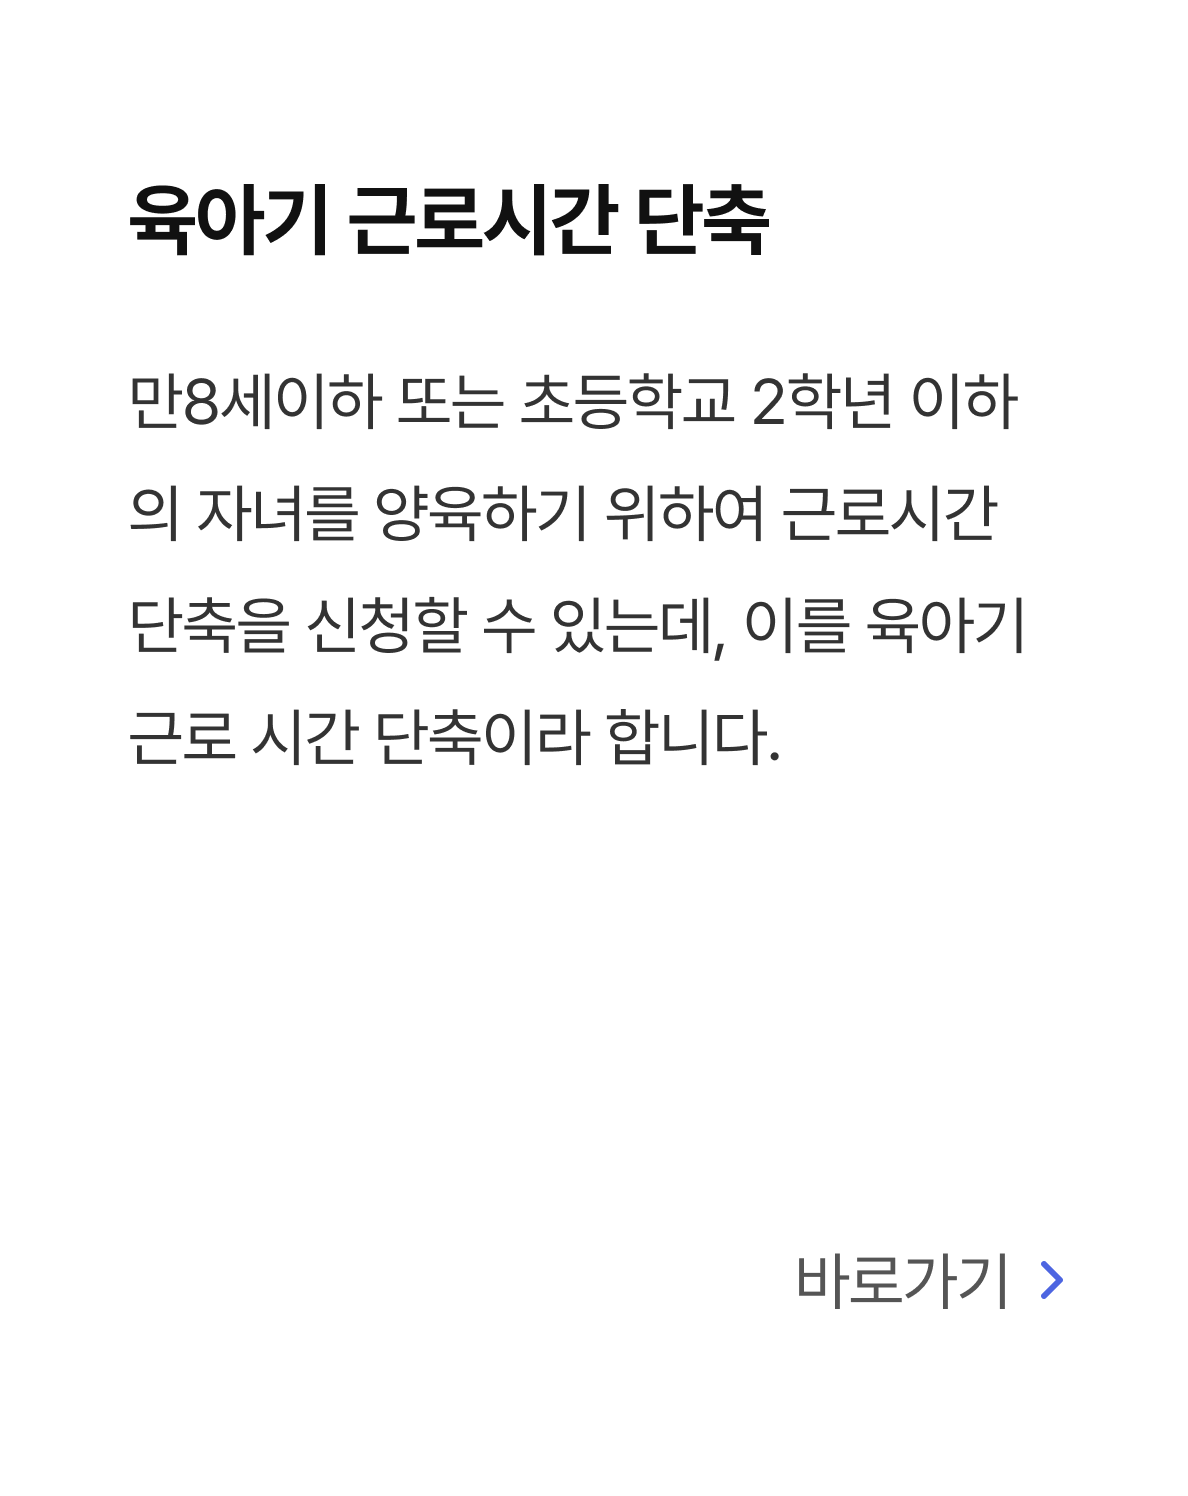 육아기 근로시간 단축
만8세이하 또는 초등학교 2학년 이하
의 자녀를 양육하기 위하여 근로시간
단축을 신청할 수 있는데, 이를 육아기
근로 시간 단축이라 합니다.
바로가기